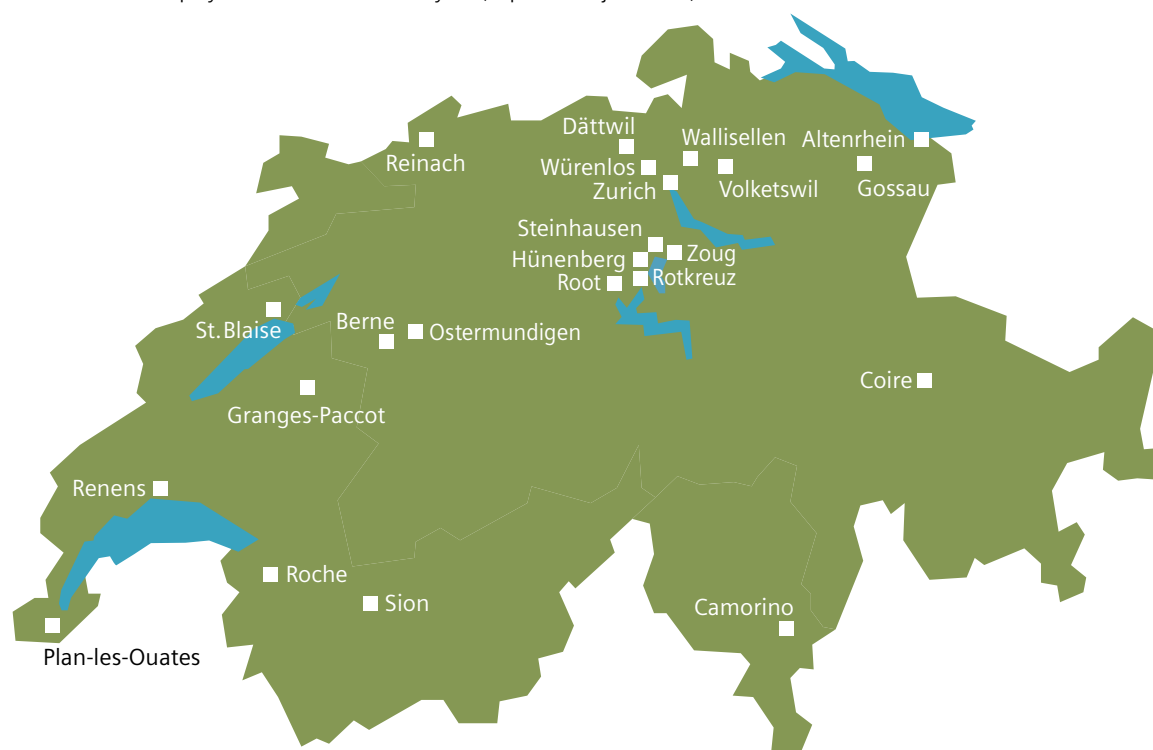 Dättwil
Wallisellen
Altenrhein
Reinach
Würenlos
Zurich
Volketswil
Gossau
Steinhausen
Zoug
Hünenberg
Rotkreuz
Root
St. Blaise
Berne
Ostermundigen
Coire
Granges-Paccot
Renens
Roche
Sion
Camorino
Plan-les-Ouates